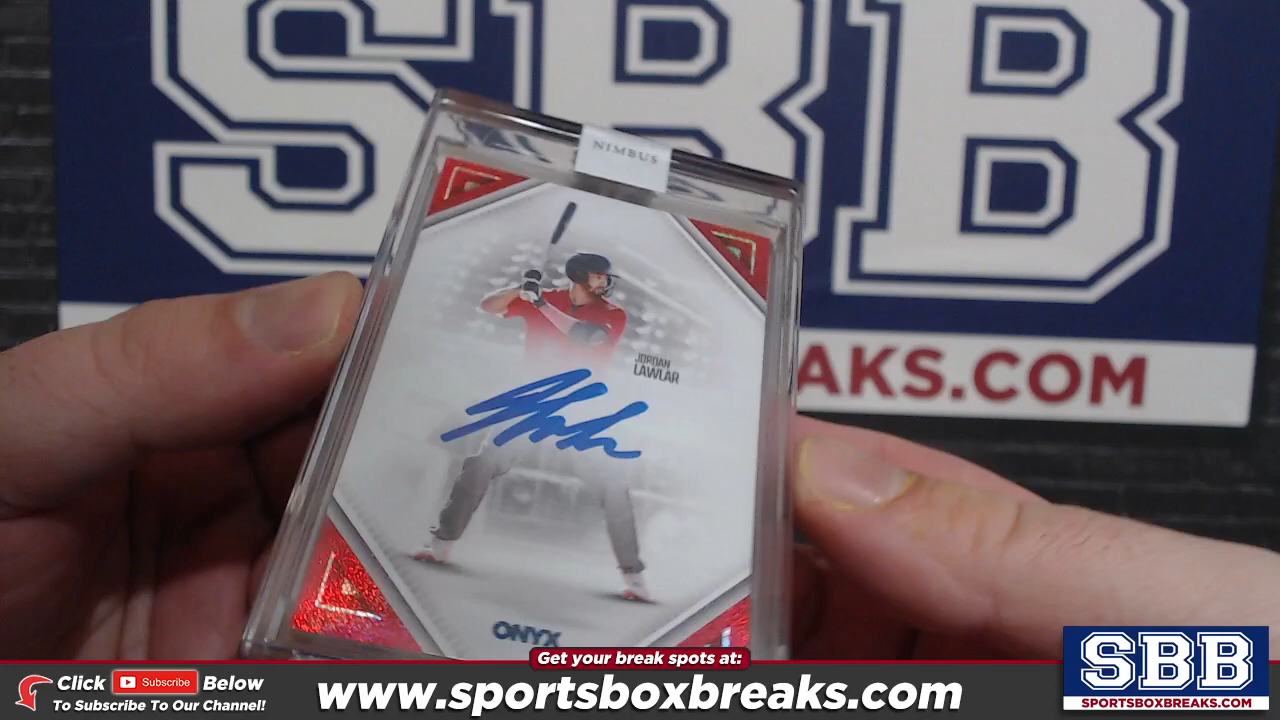 SBB
AKS.COM
NIMBUS
JORDAN
LAWLAR
ONYX
Get your break spots at:
Click Subscribe Below
To Subscribe To Our Channel!
www.sportsboxbreaks.com
SBB
SPORTSBOXBREAKS.COM